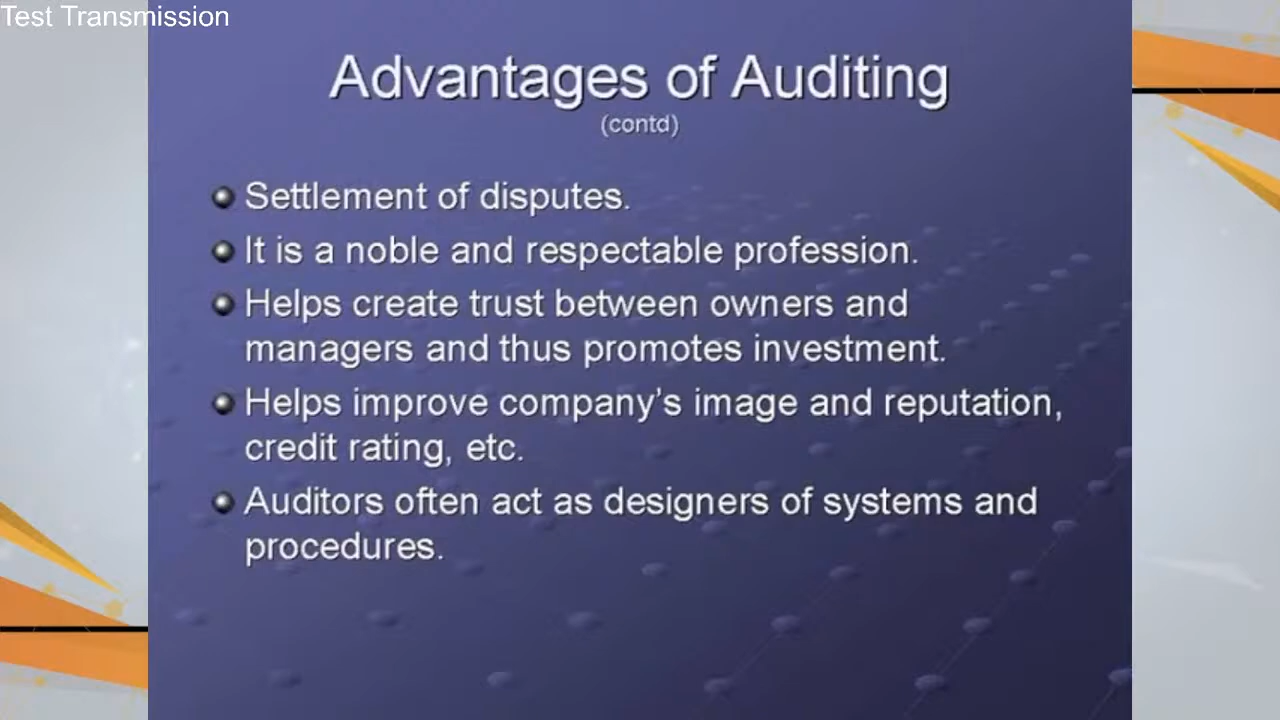 Test Transmission
Advantages of Auditing
(contd)
Settlement of disputes.
It is a noble and respectable profession.
Helps create trust between owners and
managers and thus promotes investment.
Helps improve company's image and reputation,
credit rating, etc.
Auditors often act as designers of systems and
procedures.